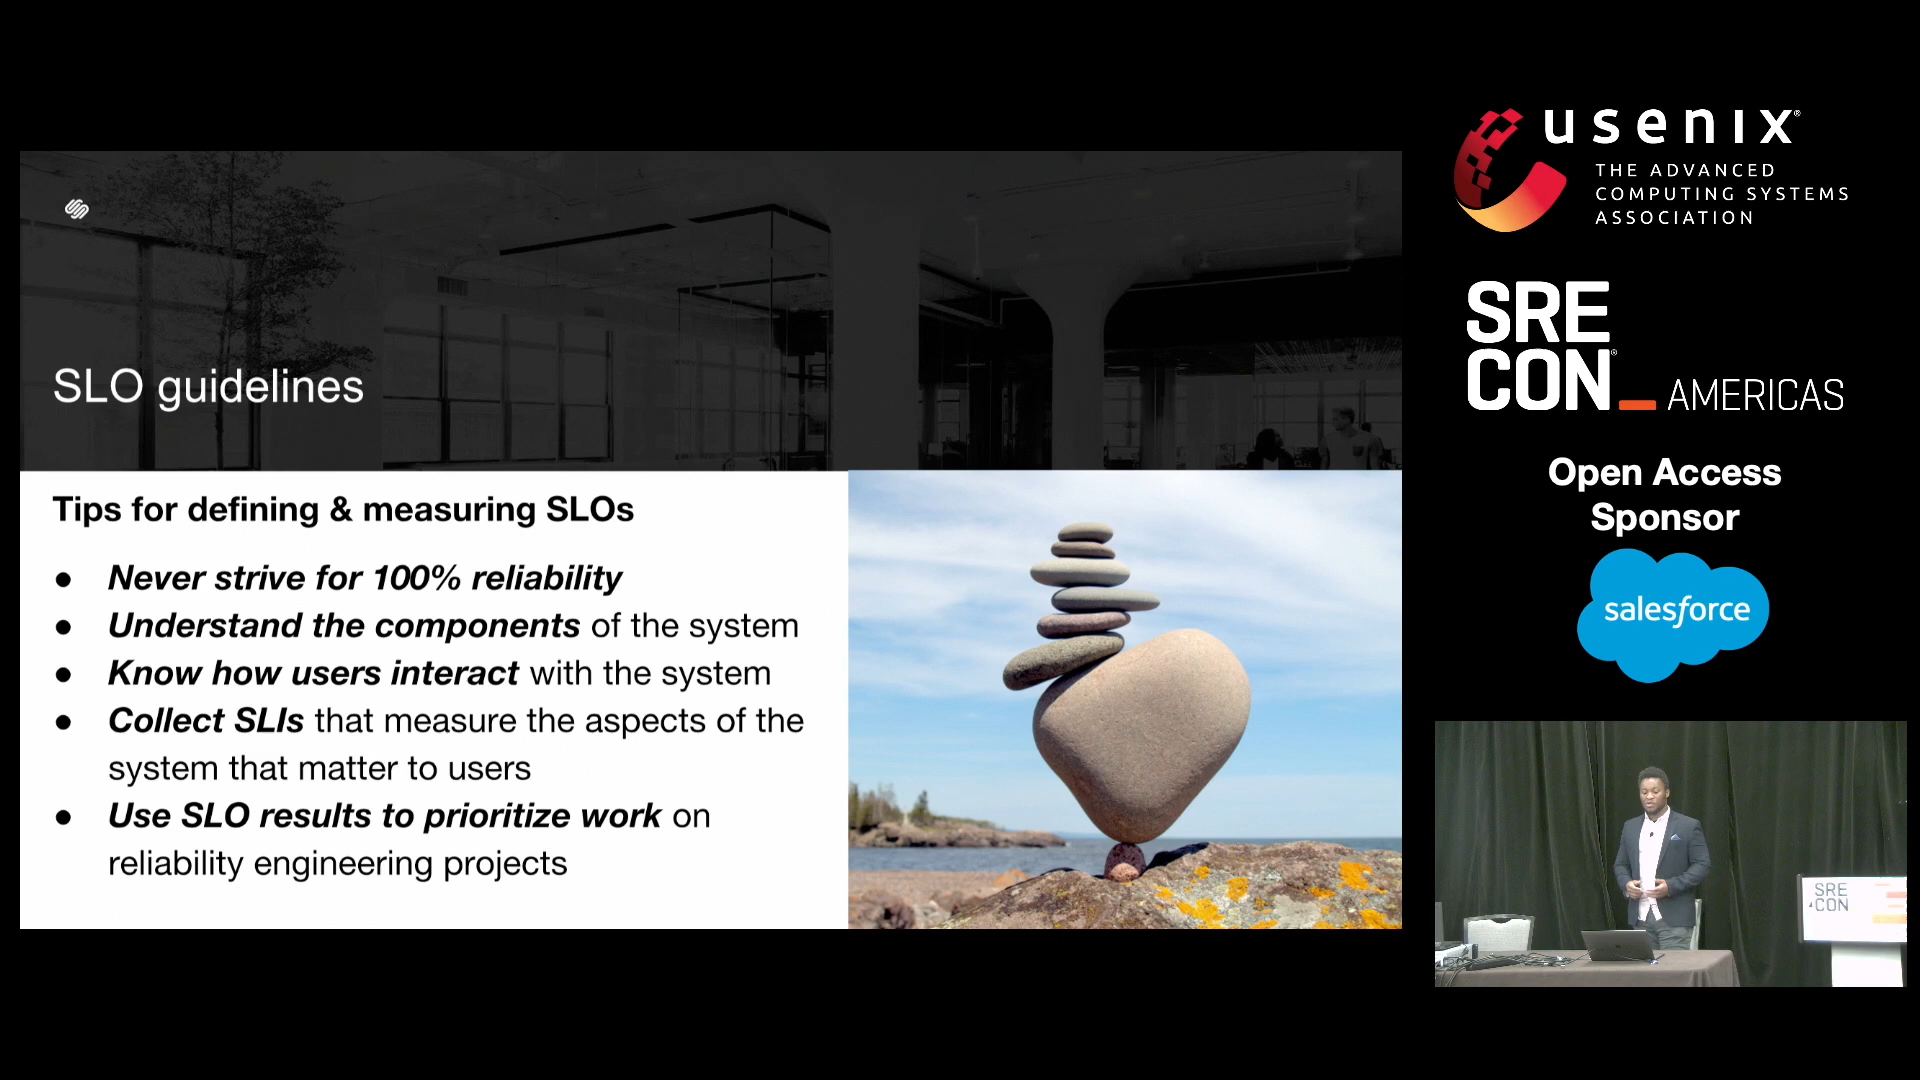 SLO guidelines
Tips for defining & measuring SLOs
● Never strive for 100% reliability
● Understand the components of the system
● Know how users interact with the system
● Collect SLIs that measure the aspects of the
system that matter to users
● Use SLO results to prioritize work on
reliability engineering projects
usenix®
THE ADVANCED
COMPUTING SYSTEMS
ASSOCIATION
SRE
CON®_AMERICAS
Open Access
Sponsor
salesforce
SRE
CON